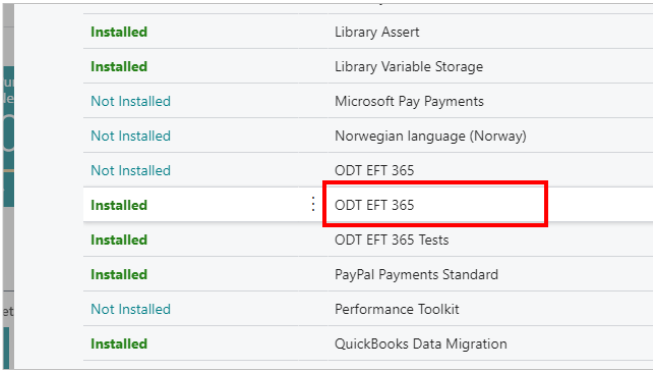 Installed Library Assert
Installed Library Variable Storage
Not Installed Microsoft Pay Payments
Not Installed Norwegian language (Norway)
Not Installed ODT EFT 365
Installed ODT EFT 365
Installed ODT EFT 365 Tests
Installed PayPal Payments Standard
Not Installed Performance Toolkit
Installed QuickBooks Data Migration